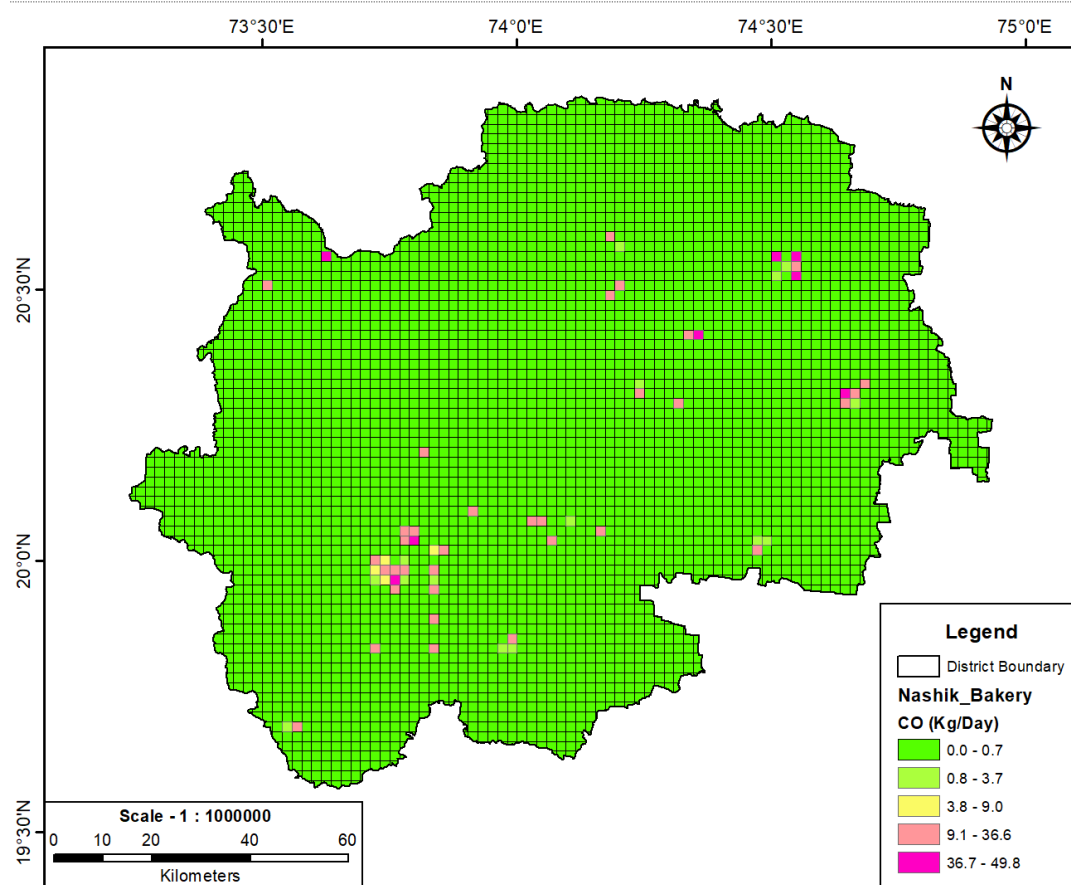 73°30'E 74°0'E 74°30'E 75°0'E
N
20°30'N
20°0'N
19°30'N
Legend
District Boundary
Nashik_Bakery
CO (Kg/Day)
0.0 - 0.7
0.8 - 3.7
3.8 - 9.0
9.1 - 36.6
36.7 - 49.8
Scale - 1 : 1000000
0 10 20 40 60
Kilometers